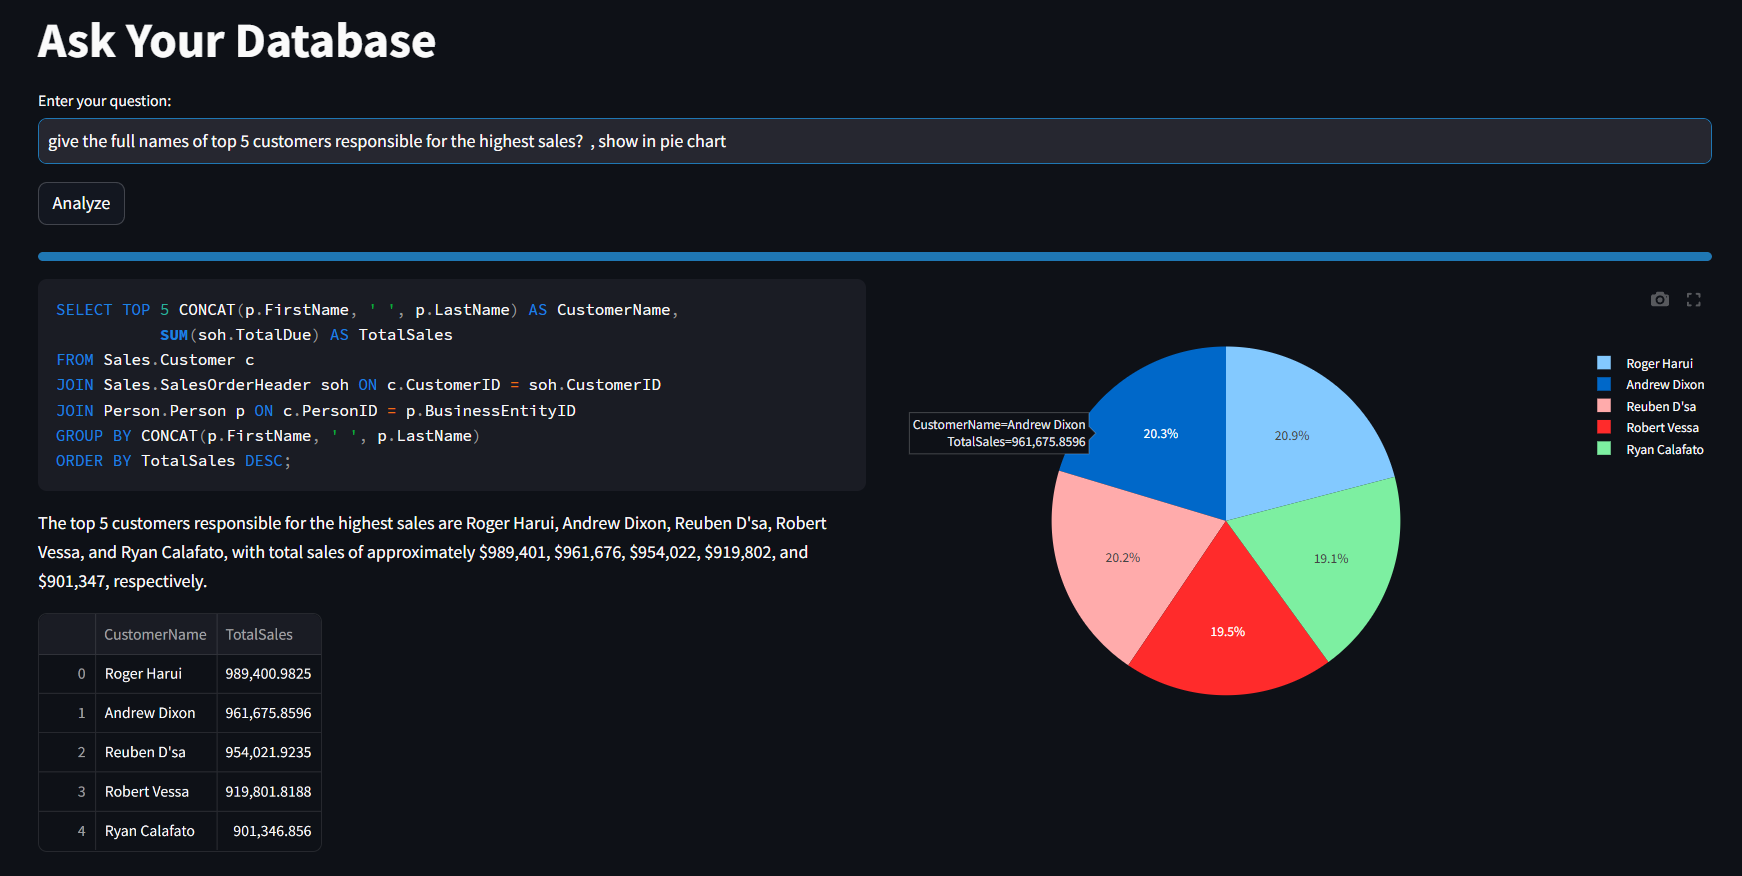 Ask Your Database
Enter your question:
give the full names of top 5 customers responsible for the highest sales?  , show in pie chart
Analyze
SELECT TOP 5 CONCAT(p.FirstName, ' ', p.LastName) AS CustomerName,
           SUM(soh.TotalDue) AS TotalSales
FROM Sales.Customer c
JOIN Sales.SalesOrderHeader soh ON c.CustomerID = soh.CustomerID
JOIN Person.Person p ON c.PersonID = p.BusinessEntityID
GROUP BY CONCAT(p.FirstName, ' ', p.LastName)
ORDER BY TotalSales DESC;
The top 5 customers responsible for the highest sales are Roger Harui, Andrew Dixon, Reuben D'sa, Robert
Vessa, and Ryan Calafato, with total sales of approximately $989,401, $961,676, $954,022, $919,802, and
$901,347, respectively.
CustomerName TotalSales
0 Roger Harui 989,400.9825
1 Andrew Dixon 961,675.8596
2 Reuben D'sa 954,021.9235
3 Robert Vessa 919,801.8188
4 Ryan Calafato 901,346.856
CustomerName=Andrew Dixon
TotalSales=961,675.8596
20.3%
20.9%
20.2%
19.1%
19.5%
Roger Harui
Andrew Dixon
Reuben D'sa
Robert Vessa
Ryan Calafato